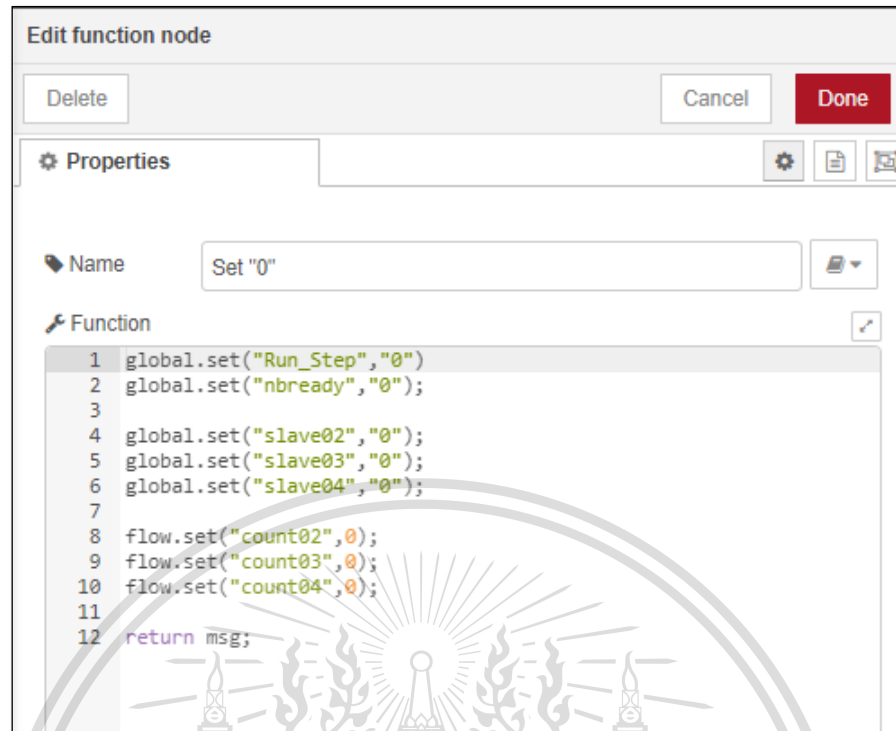 Edit function node
Delete Cancel Done
Properties
Name Set "0"
Function
1 global.set("Run_Step","0")
2 global.set("nbready","0");
3
4 global.set("slave02","0");
5 global.set("slave03","0");
6 global.set("slave04","0");
7
8 flow.set("count02",0);
9 flow.set("count03",0);
10 flow.set("count04",0);
11
12 return msg;